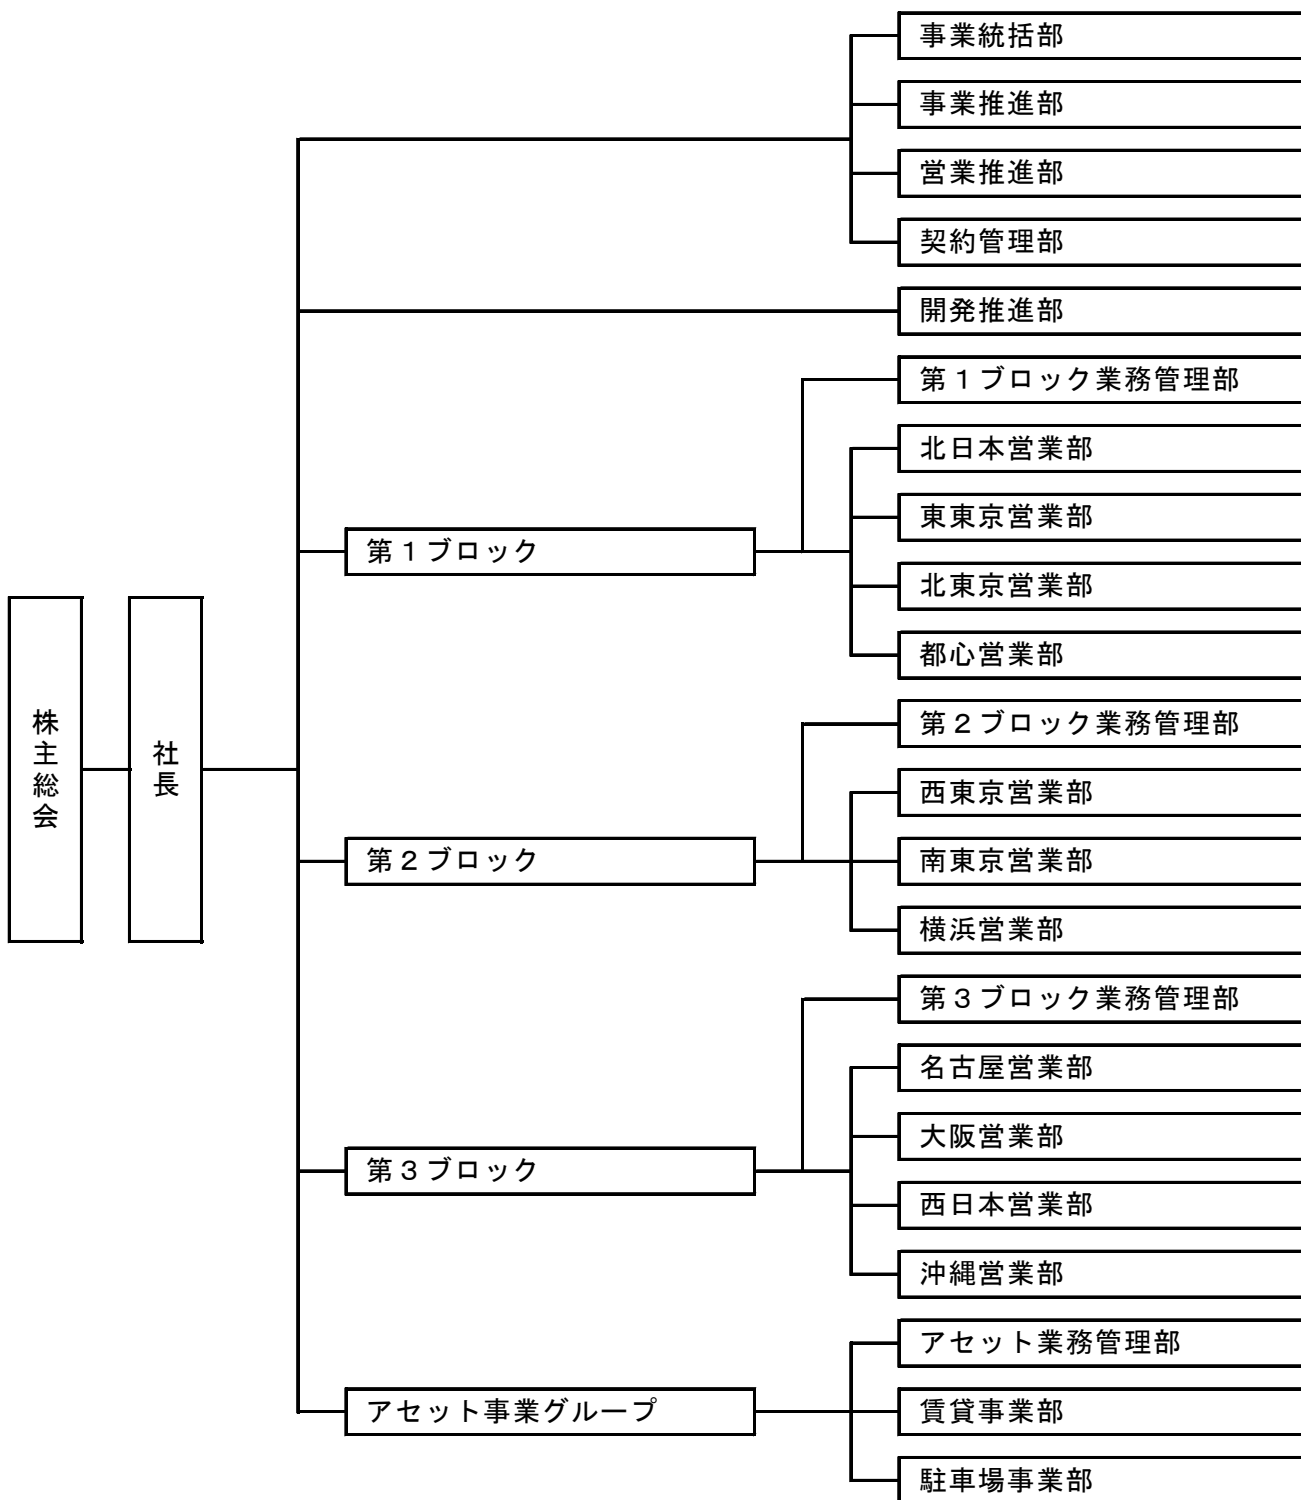 株主総会
社長
事業統括部
事業推進部
営業推進部
契約管理部
開発推進部
第１ブロック
第１ブロック業務管理部
北日本営業部
東東京営業部
北東京営業部
都心営業部
第２ブロック
第２ブロック業務管理部
西東京営業部
南東京営業部
横浜営業部
第３ブロック
第３ブロック業務管理部
名古屋営業部
大阪営業部
西日本営業部
沖縄営業部
アセット事業グループ
アセット業務管理部
賃貸事業部
駐車場事業部